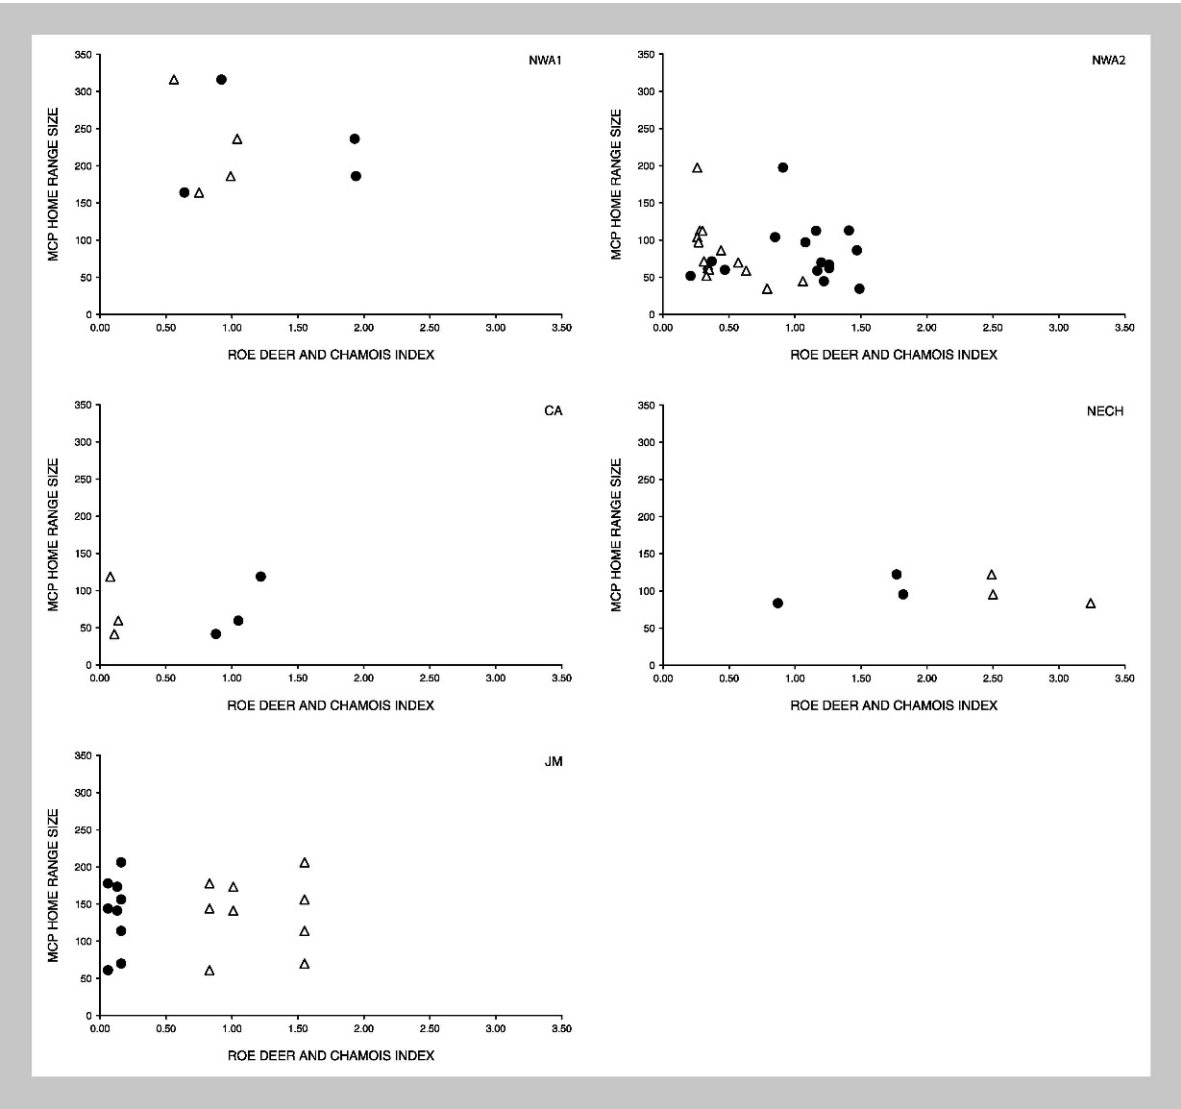 350
NWA1
300
250
200
150
100
50
0
MCP HOME RANGE SIZE
0.00 0.50 1.00 1.50 2.00 2.50 3.00 3.50
ROE DEER AND CHAMOIS INDEX
350
NWA2
300
250
200
150
100
50
0
MCP HOME RANGE SIZE
0.00 0.50 1.00 1.50 2.00 2.50 3.00 3.50
ROE DEER AND CHAMOIS INDEX
350
CA
300
250
200
150
100
50
0
MCP HOME RANGE SIZE
0.00 0.50 1.00 1.50 2.00 2.50 3.00 3.50
ROE DEER AND CHAMOIS INDEX
350
NECH
300
250
200
150
100
50
0
MCP HOME RANGE SIZE
0.00 0.50 1.00 1.50 2.00 2.50 3.00 3.50
ROE DEER AND CHAMOIS INDEX
350
JM
300
250
200
150
100
50
0
MCP HOME RANGE SIZE
0.00 0.50 1.00 1.50 2.00 2.50 3.00 3.50
ROE DEER AND CHAMOIS INDEX